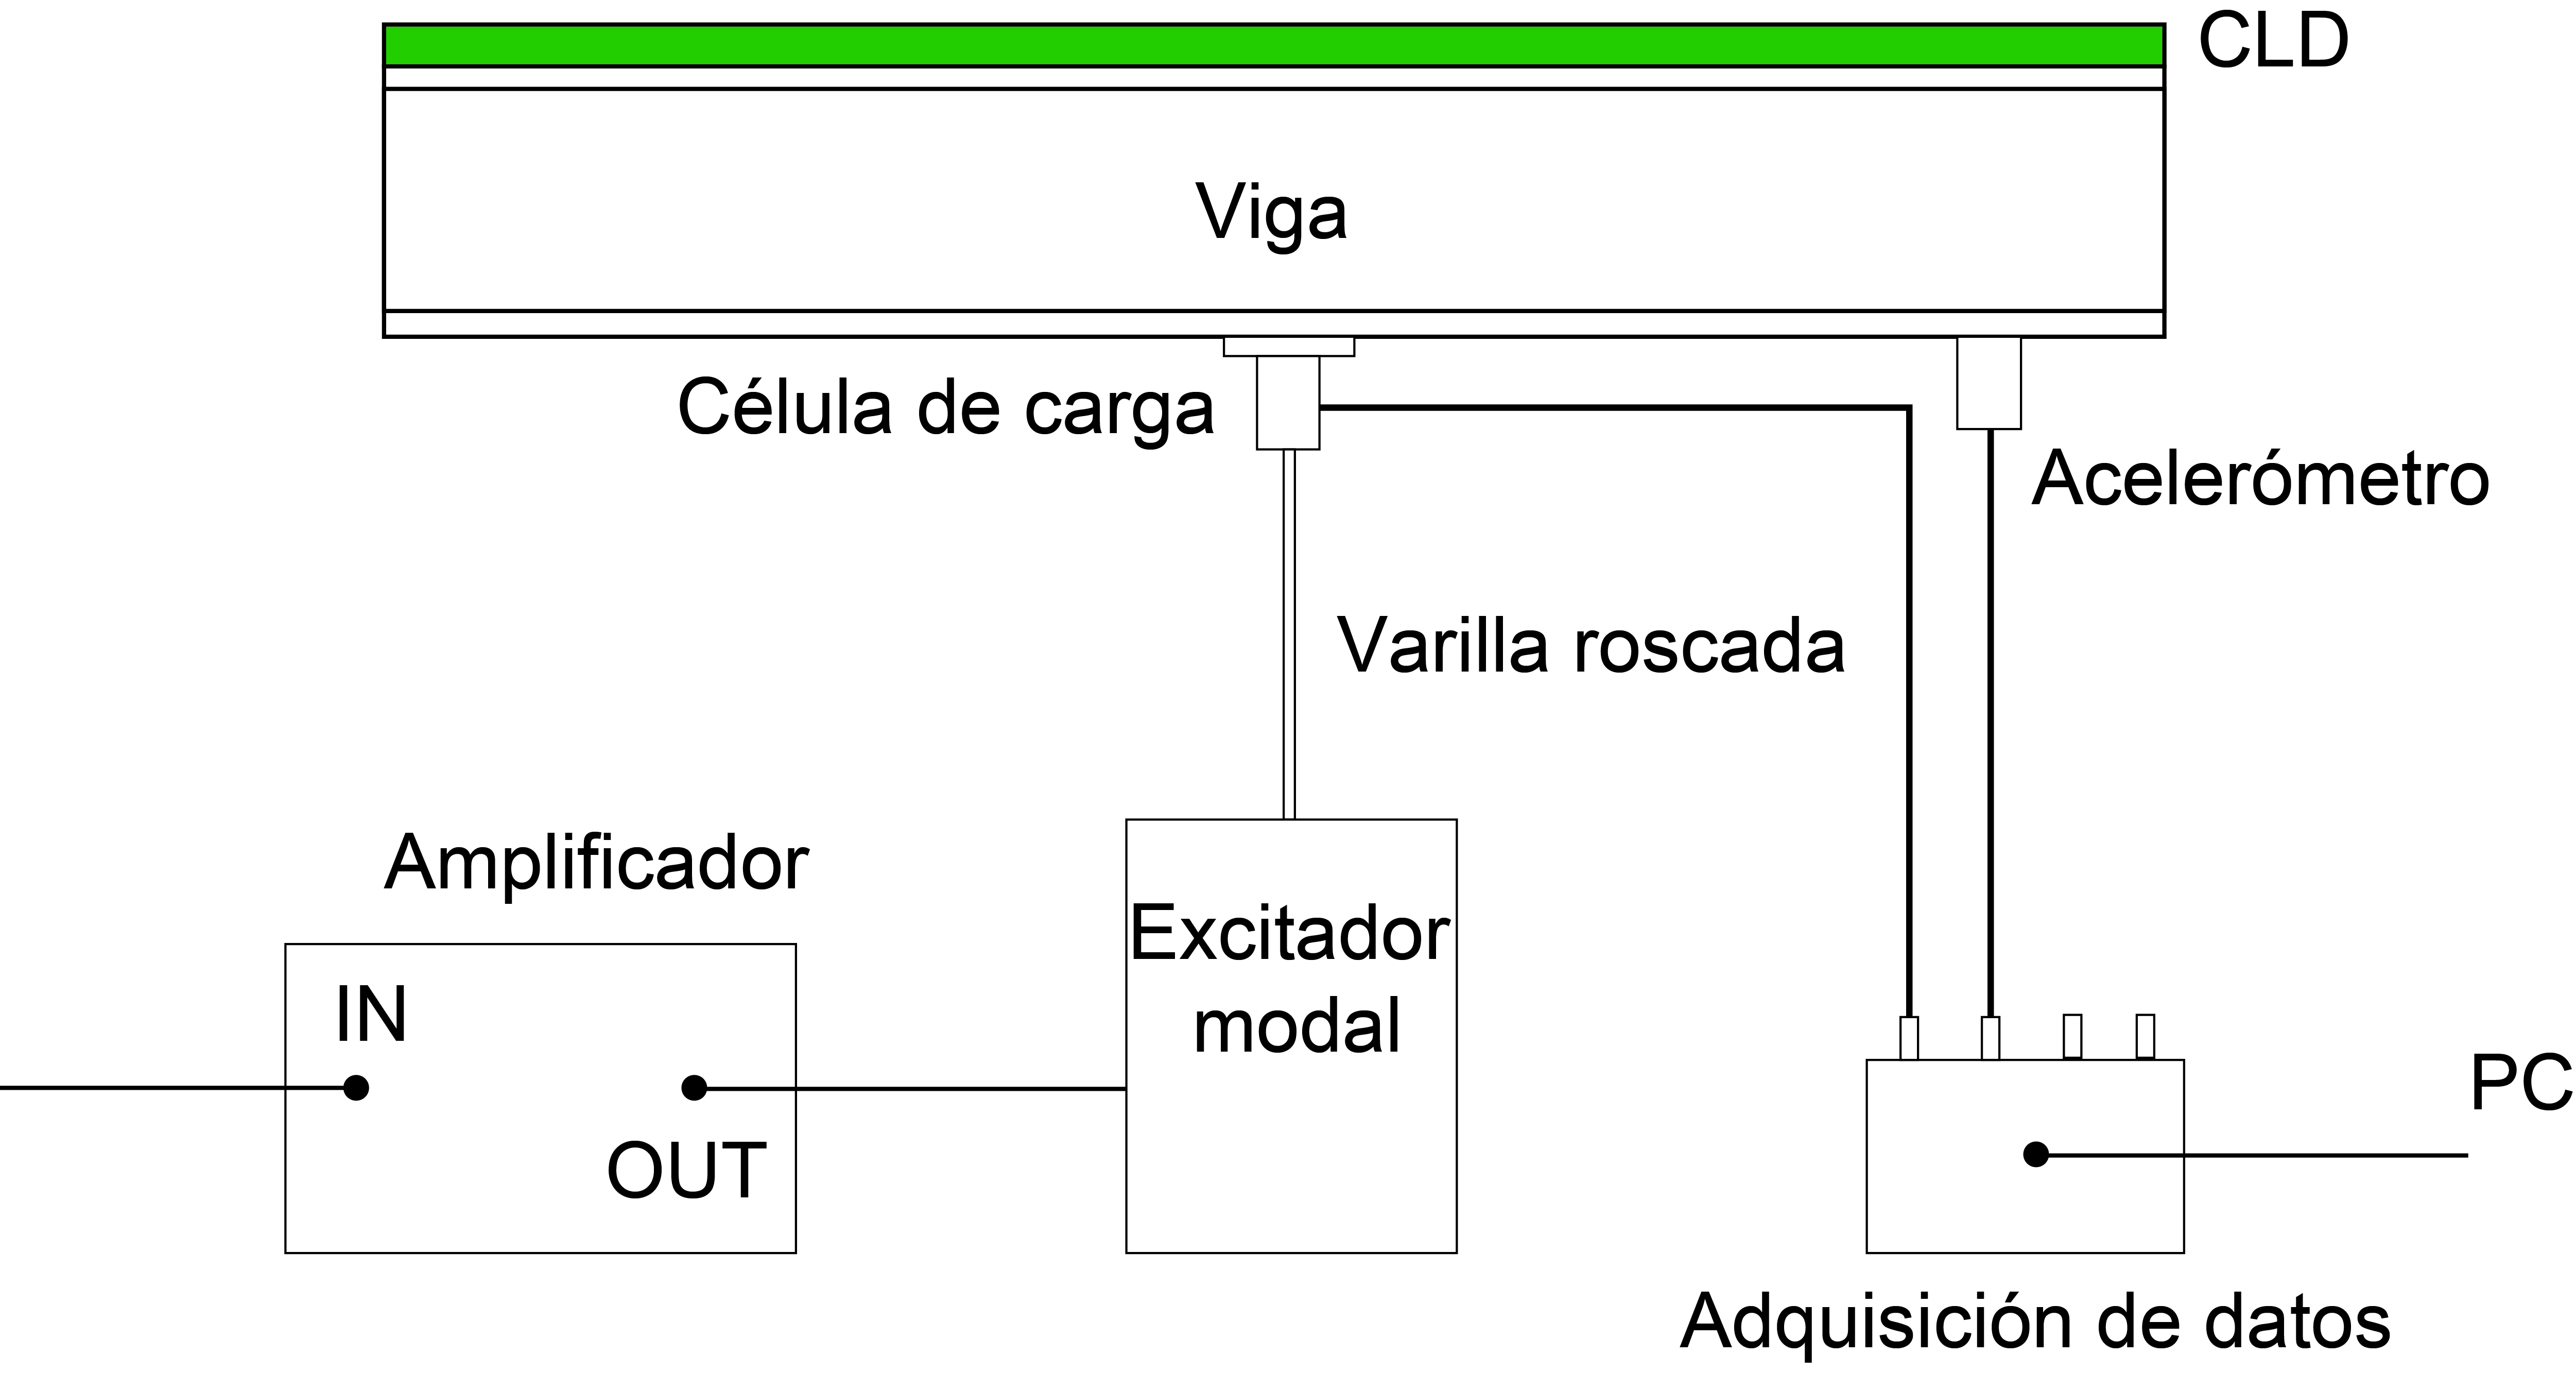 CLD
Viga
Célula de carga
Acelerómetro
Varilla roscada
Amplificador
Excitador
modal
IN
OUT
PC
Adquisición de datos